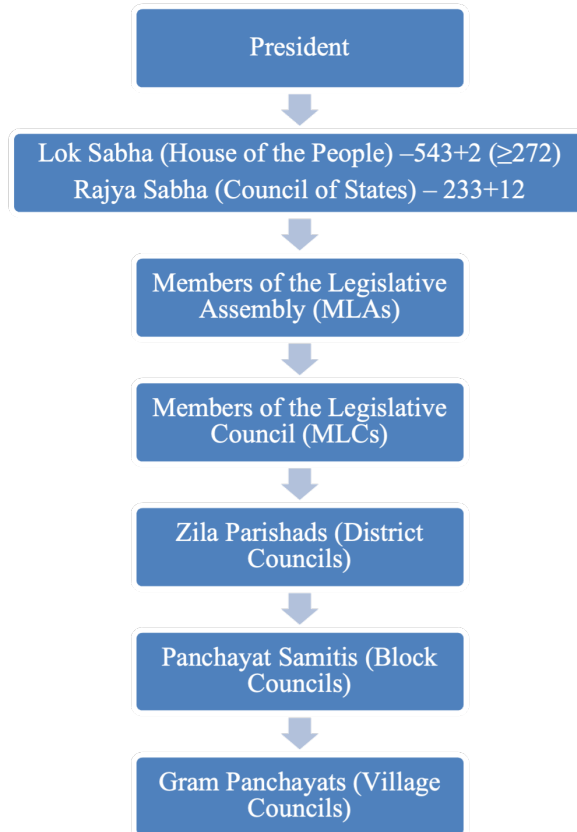 President
Lok Sabha (House of the People) –543+2 (≥272)
Rajya Sabha (Council of States) – 233+12
Members of the Legislative
Assembly (MLAs)
Members of the Legislative
Council (MLCs)
Zila Parishads (District
Councils)
Panchayat Samitis (Block
Councils)
Gram Panchayats (Village
Councils)